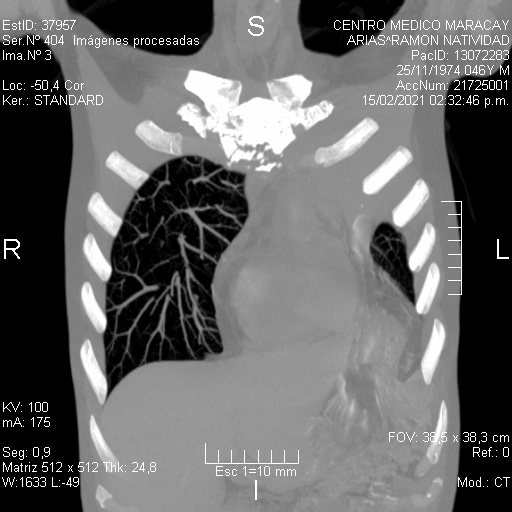 EstID: 37957
Ser.Nº 404 Imágenes procesadas
Ima.Nº 3
Loc: -50,4 Cor
Ker.: STANDARD
S
CENTRO MEDICO MARACAY
ARIAS^RAMON NATIVIDAD
PacID: 13072283
25/11/1974 046Y M
AccNum: 21725001
15/02/2021 02:32:46 p.m.
R
L
KV: 100
mA: 175
Seg: 0,9
Matriz 512 x 512 Thk: 24,8
W:1633 L:-49
Esc 1=10 mm
I
FOV: 38,5 x 38,3 cm
Ref.: 0
Mod.: CT